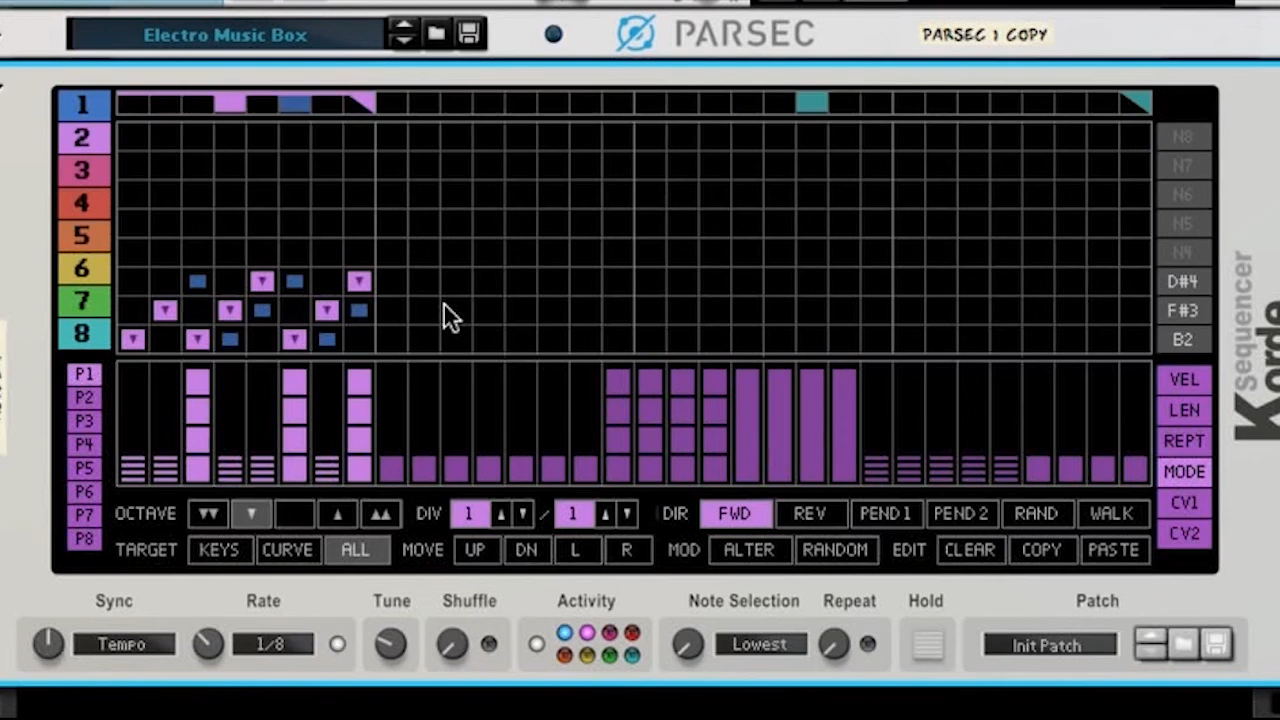 Electro Music Box PARSEC PARSEC 1 COPY
1
2 N8
3 N7
4 N6
5 N5
N4
6 D#4
7 F#3
8 B2
Sequencer
Korde
P1 VEL
P2 LEN
P3 REPT
P4 MODE
P5 CV1
P6 CV2
P7
P8
OCTAVE DIV 1 / 1 DIR FWD REV PEND1 PEND2 RAND WALK
TARGET KEYS CURVE ALL MOVE UP DN L R MOD ALTER RANDOM EDIT CLEAR COPY PASTE
Sync Rate Tune Shuffle Activity Note Selection Repeat Hold Patch
Tempo 1/8 Lowest Init Patch